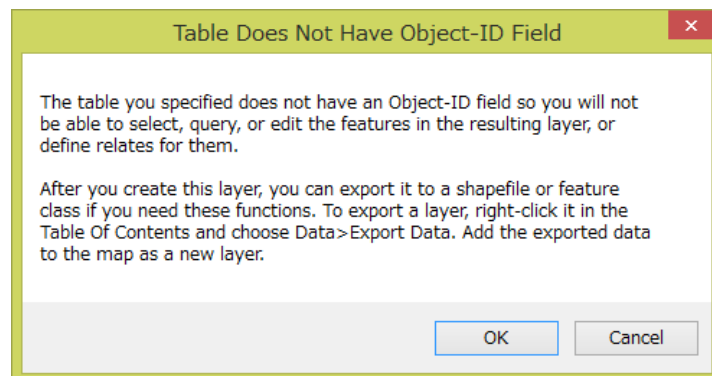 Table Does Not Have Object-ID Field
The table you specified does not have an Object-ID field so you will not
be able to select, query, or edit the features in the resulting layer, or
define relates for them.
After you create this layer, you can export it to a shapefile or feature
class if you need these functions. To export a layer, right-click it in the
Table Of Contents and choose Data>Export Data. Add the exported data
to the map as a new layer.
OK Cancel